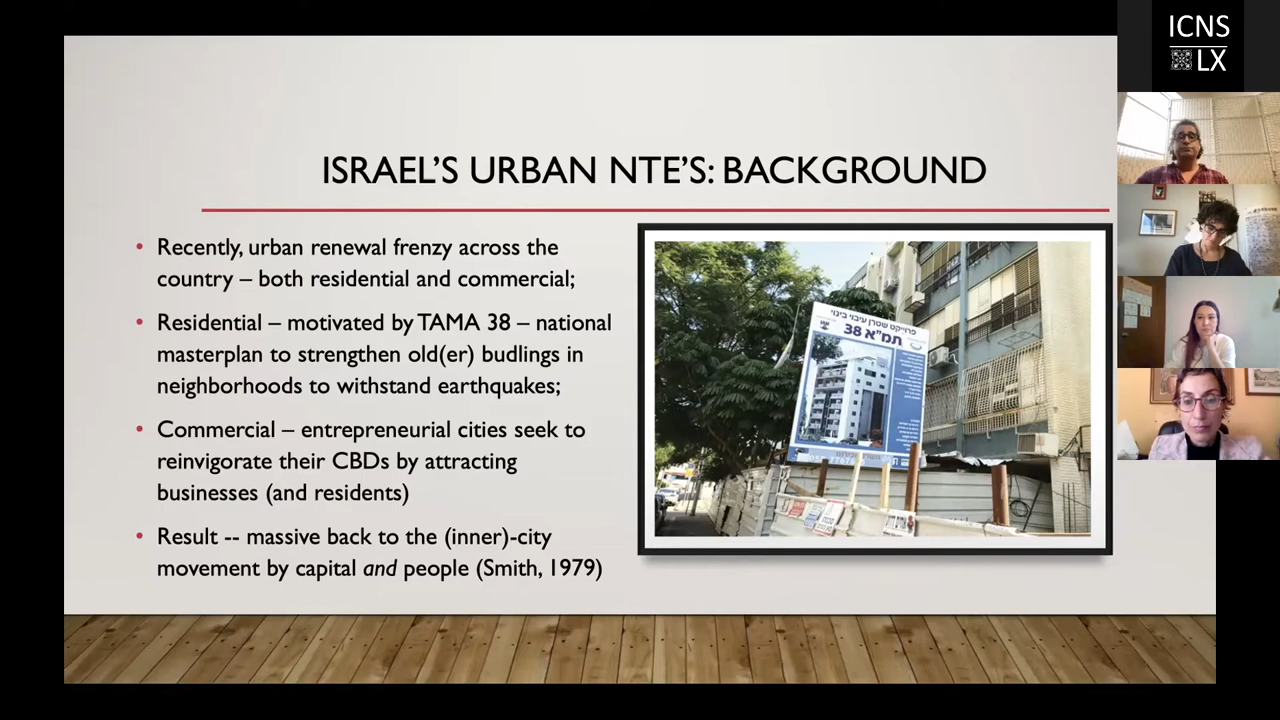 ICNS
LX
ISRAEL'S URBAN NTE'S: BACKGROUND
• Recently, urban renewal frenzy across the
country – both residential and commercial;
• Residential – motivated by TAMA 38 – national
masterplan to strengthen old(er) budlings in
neighborhoods to withstand earthquakes;
• Commercial – entrepreneurial cities seek to
reinvigorate their CBDs by attracting
businesses (and residents)
• Result -- massive back to the (inner)-city
movement by capital and people (Smith, 1979)
פרוייקט שטרן עיבוי בינוי
תמ"א 38